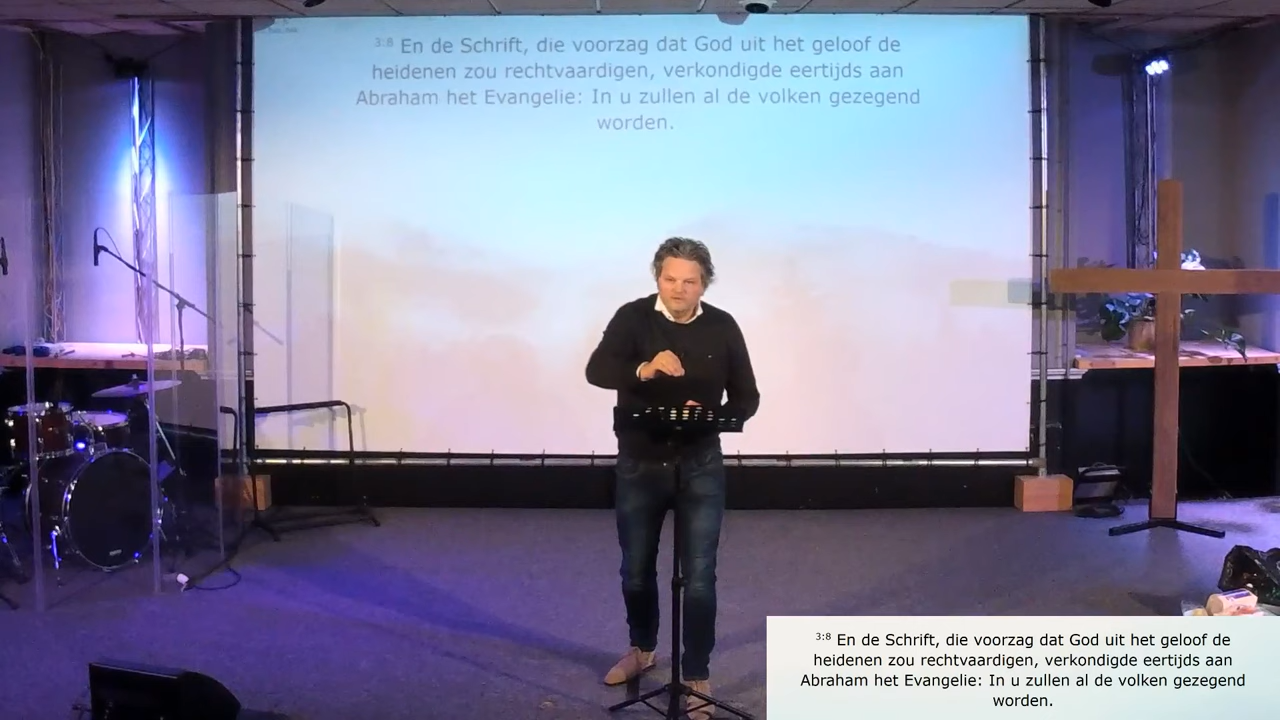 3:8 En de Schrift, die voorzag dat God uit het geloof de
heidenen zou rechtvaardigen, verkondigde eertijds aan
Abraham het Evangelie: In u zullen al de volken gezegend
worden.
3:8 En de Schrift, die voorzag dat God uit het geloof de
heidenen zou rechtvaardigen, verkondigde eertijds aan
Abraham het Evangelie: In u zullen al de volken gezegend
worden.